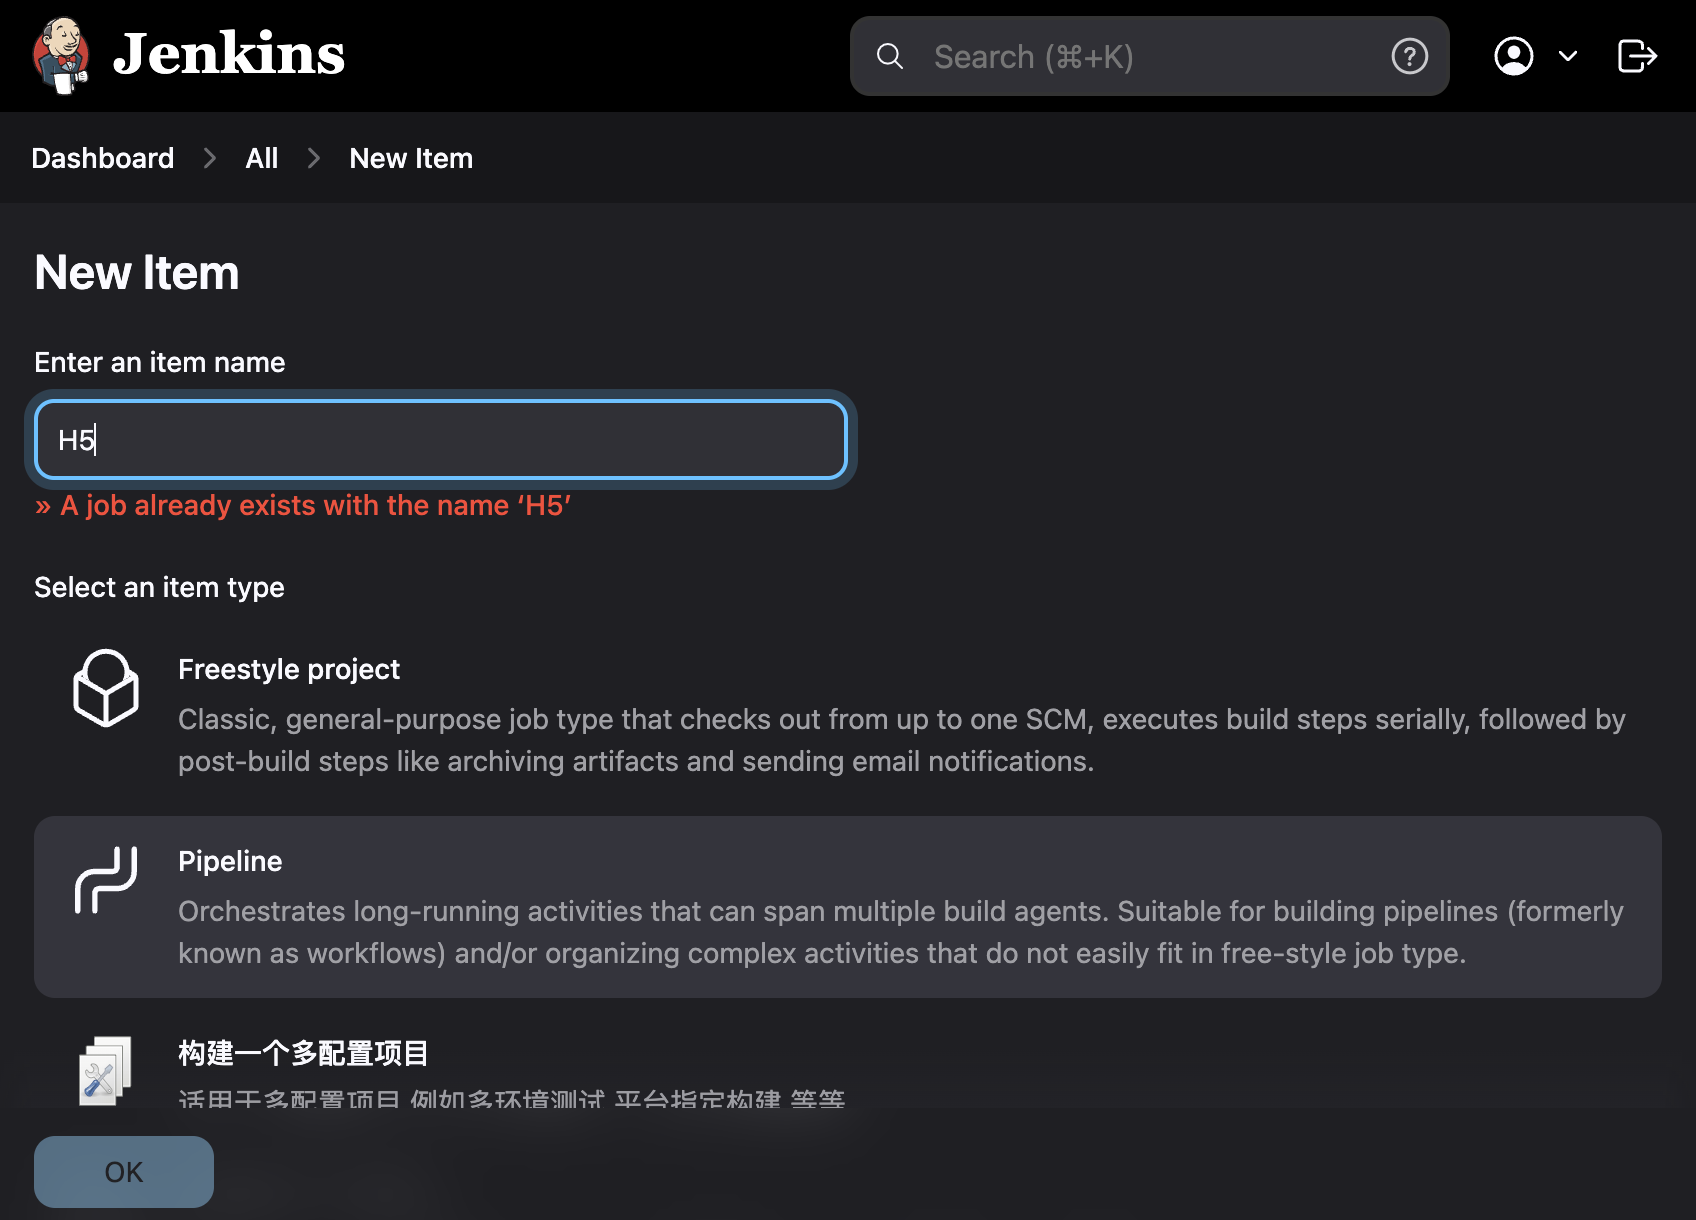 Jenkins
Search (⌘+K)
Dashboard > All > New Item
New Item
Enter an item name
H5
» A job already exists with the name ‘H5’
Select an item type
Freestyle project
Classic, general-purpose job type that checks out from up to one SCM, executes build steps serially, followed by
post-build steps like archiving artifacts and sending email notifications.
Pipeline
Orchestrates long-running activities that can span multiple build agents. Suitable for building pipelines (formerly
known as workflows) and/or organizing complex activities that do not easily fit in free-style job type.
构建一个多配置项目
适用于多配置项目,例如多环境测试,平台指定构建,等等
OK